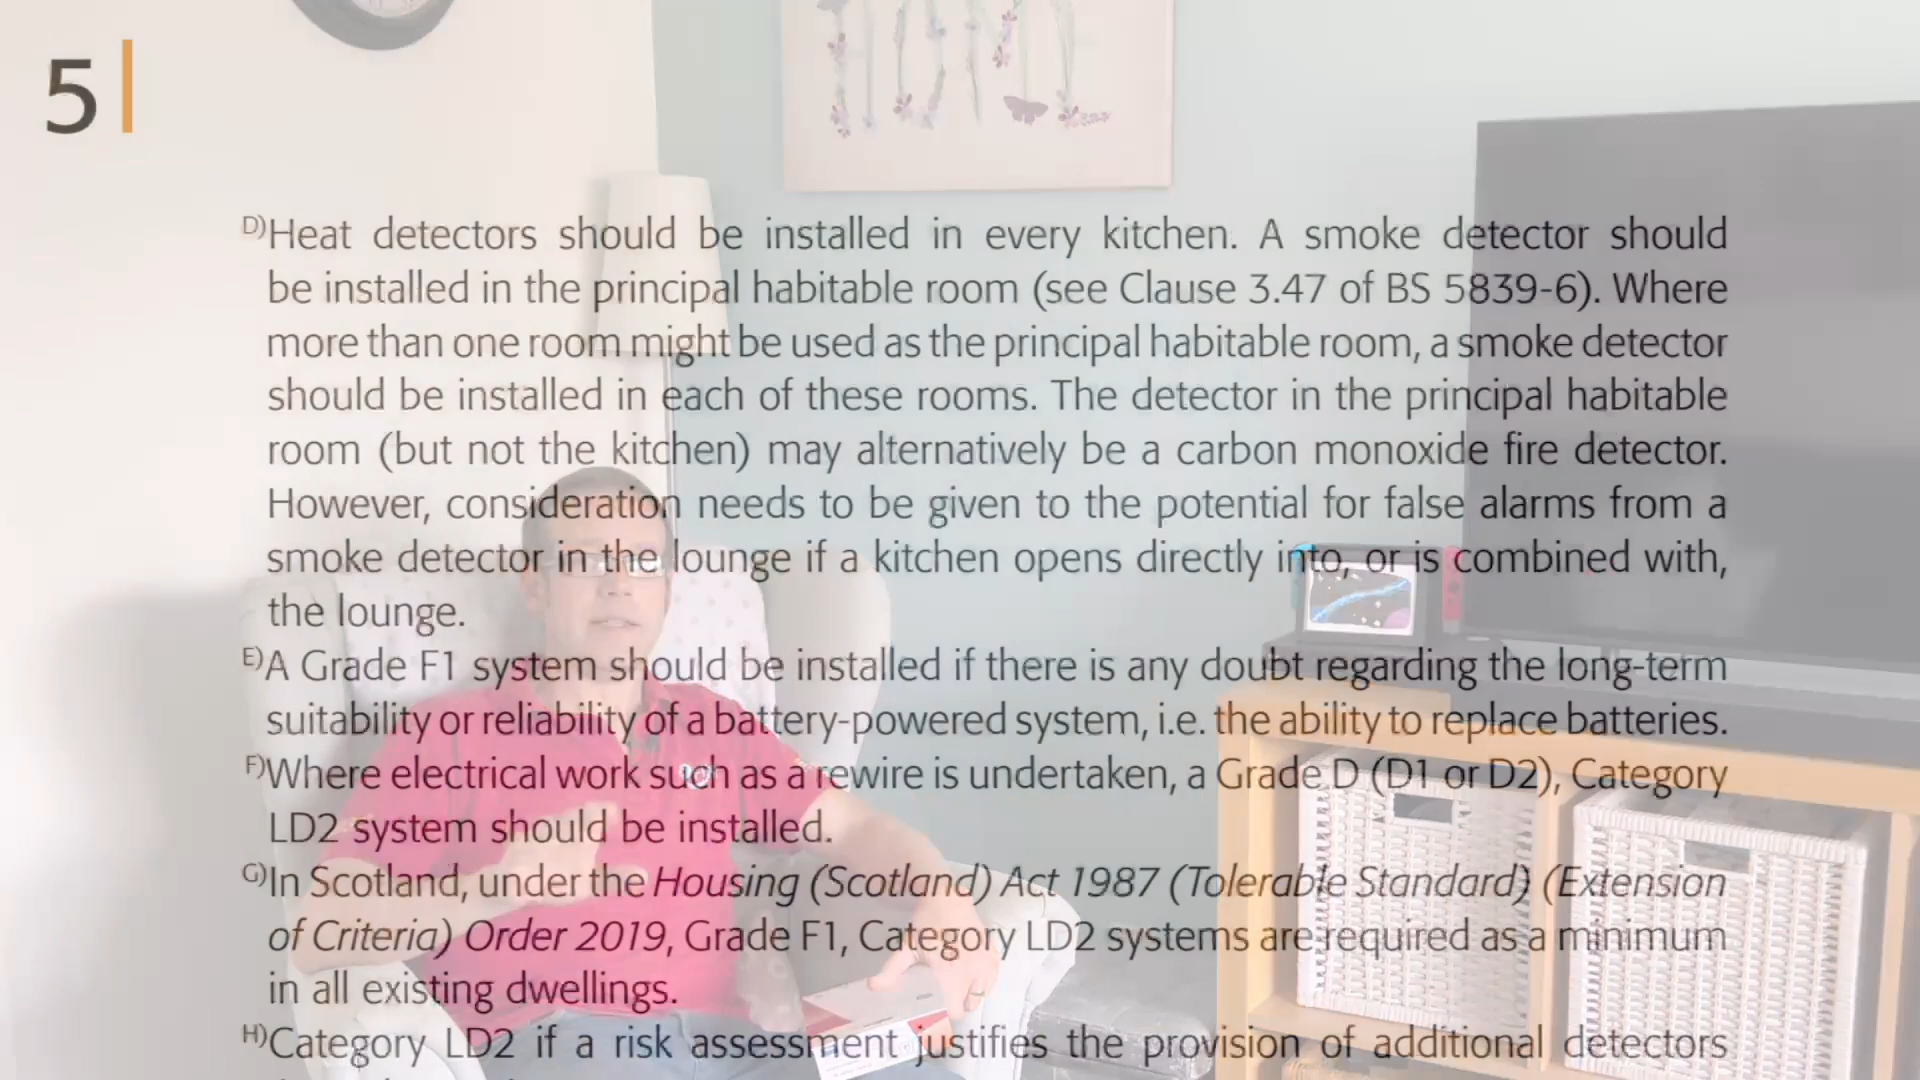 5
HOME
D)Heat detectors should be installed in every kitchen. A smoke detector should
be installed in the principal habitable room (see Clause 3.47 of BS 5839-6). Where
more than one room might be used as the principal habitable room, a smoke detector
should be installed in each of these rooms. The detector in the principal habitable
room (but not the kitchen) may alternatively be a carbon monoxide fire detector.
However, consideration needs to be given to the potential for false alarms from a
smoke detector in the lounge if a kitchen opens directly into, or is combined with,
the lounge.
E)A Grade F1 system should be installed if there is any doubt regarding the long-term
suitability or reliability of a battery-powered system, i.e. the ability to replace batteries.
F)Where electrical work such as a rewire is undertaken, a Grade D (D1 or D2), Category
LD2 system should be installed.
G)In Scotland, under the Housing (Scotland) Act 1987 (Tolerable Standard) (Extension
of Criteria) Order 2019, Grade F1, Category LD2 systems are required as a minimum
in all existing dwellings.
H)Category LD2 if a risk assessment justifies the provision of additional detectors